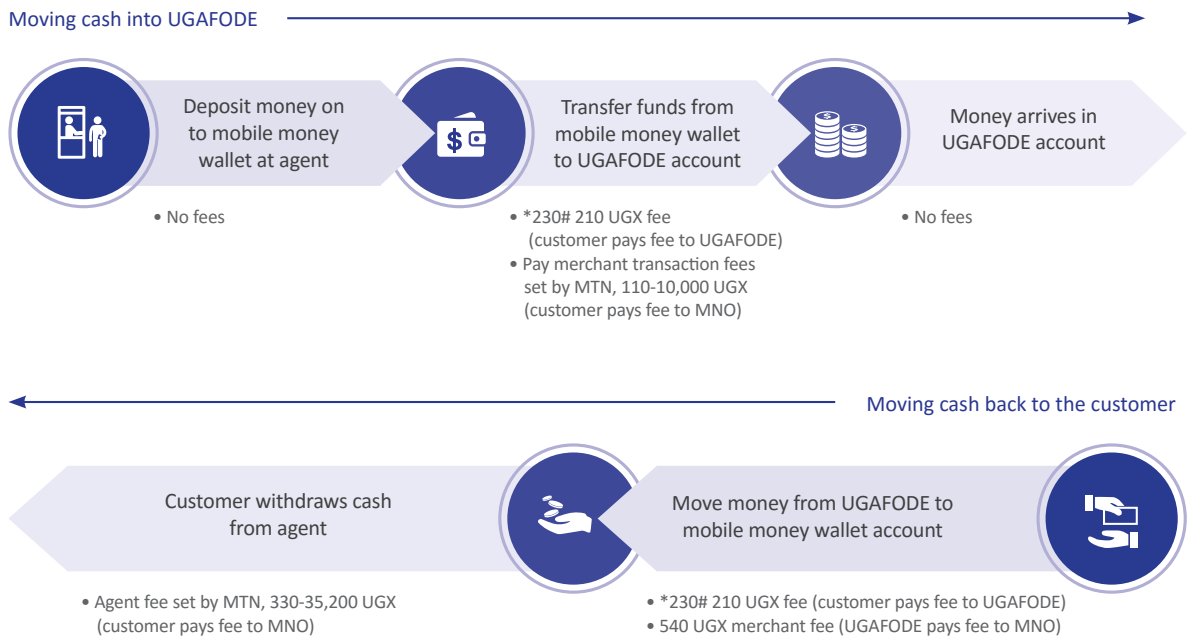 Moving cash into UGAFODE
Deposit money on
to mobile money
wallet at agent
• No fees
$
Transfer funds from
mobile money wallet
to UGAFODE account
• *230# 210 UGX fee
(customer pays fee to UGAFODE)
• Pay merchant transaction fees
set by MTN, 110-10,000 UGX
(customer pays fee to MNO)
$
$
Money arrives in
UGAFODE account
• No fees
Moving cash back to the customer
Move money from UGAFODE to
mobile money wallet account
• *230# 210 UGX fee (customer pays fee to UGAFODE)
• 540 UGX merchant fee (UGAFODE pays fee to MNO)
Customer withdraws cash
from agent
• Agent fee set by MTN, 330-35,200 UGX
(customer pays fee to MNO)